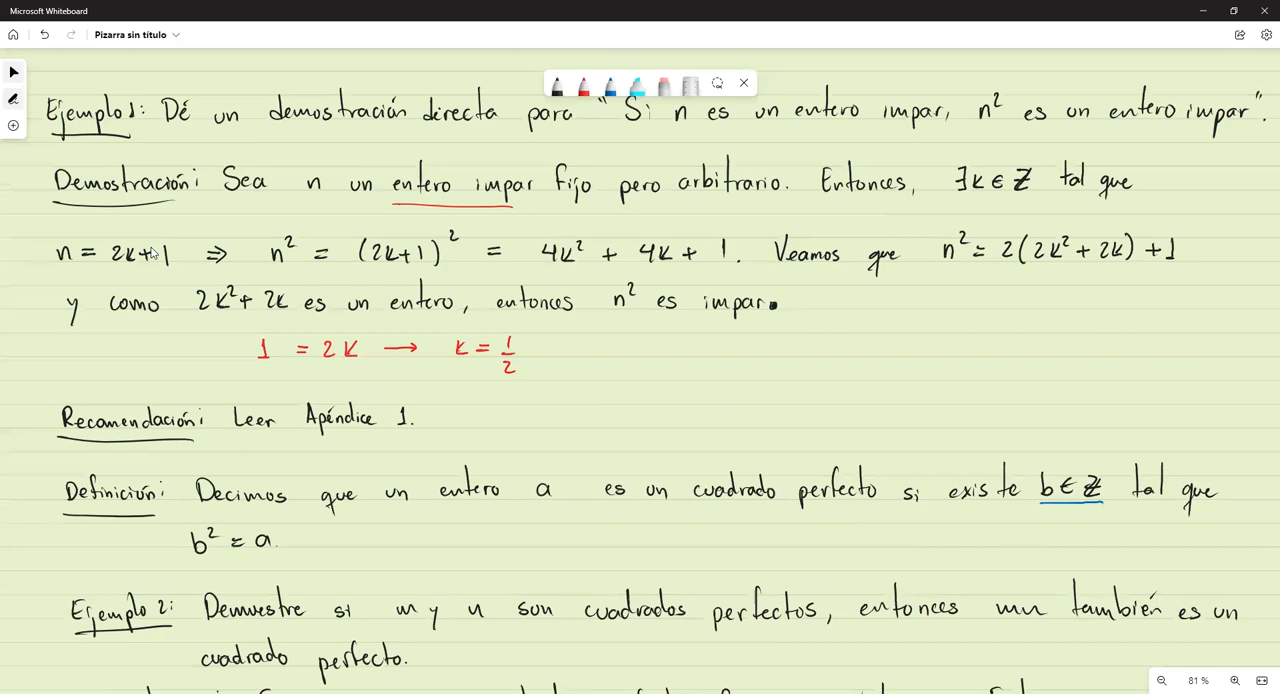 Microsoft Whiteboard
Pizarra sin título
Ejemplo 1: Dé un demostración directa para "Si n es un entero impar, n² es un entero impar".
Demostración: Sea n un entero impar fijo pero arbitrario. Entonces, ∃k∈ℤ tal que
n = 2k+1 ⇒ n² = (2k+1)² = 4k² + 4k + 1. Veamos que n² = 2(2k² + 2k) + 1
y como 2k² + 2k es un entero, entonces n² es impar.
1 = 2k → k = 1/2
Recomendación: Leer Apéndice 1.
Definición: Decimos que un entero a es un cuadrado perfecto si existe b∈ℤ tal que
b² = a.
Ejemplo 2: Demuestre si m y n son cuadrados perfectos, entonces mn también es un
cuadrado perfecto.
81 %